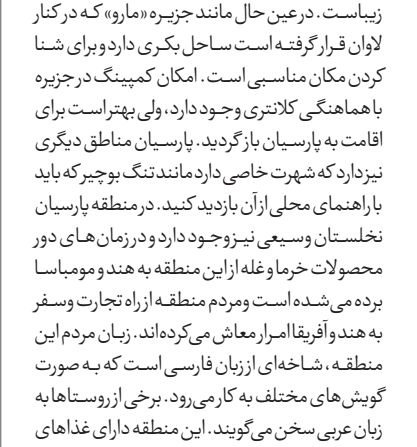 زیباست. درعین حال مانند جزیره «مارو» که در کنار
لاوان قرار گرفته است ساحل بکری دارد و برای شنا
کردن مکان مناسبی است. امکان کمپینگ در جزیره
با هماهنگی کلانتری وجود دارد، ولی بهتر است برای
اقامت به پارسیان بازگردید. پارسیان مناطق دیگری
نیز دارد که شهرت خاصی دارد مانند تنگ بوچیر که باید
با راهنمای محلی از آن بازدید کنید. در منطقه پارسیان
نخلستان وسیعی نیز وجود دارد و در زمان های دور
محصولات خرما و غله از این منطقه به هند و مومباسا
برده می‌شده است ومردم منطقه از راه تجارت وسفر
به هند و آفریقا امرار معاش می‌کرده‌اند. زبان مردم این
منطقه، شاخه‌ای از زبان فارسی است که به صورت
گویش‌های مختلف به کار می‌رود. برخی از روستاها به
زبان عربی سخن می‌گویند. این منطقه دارای غذاهای